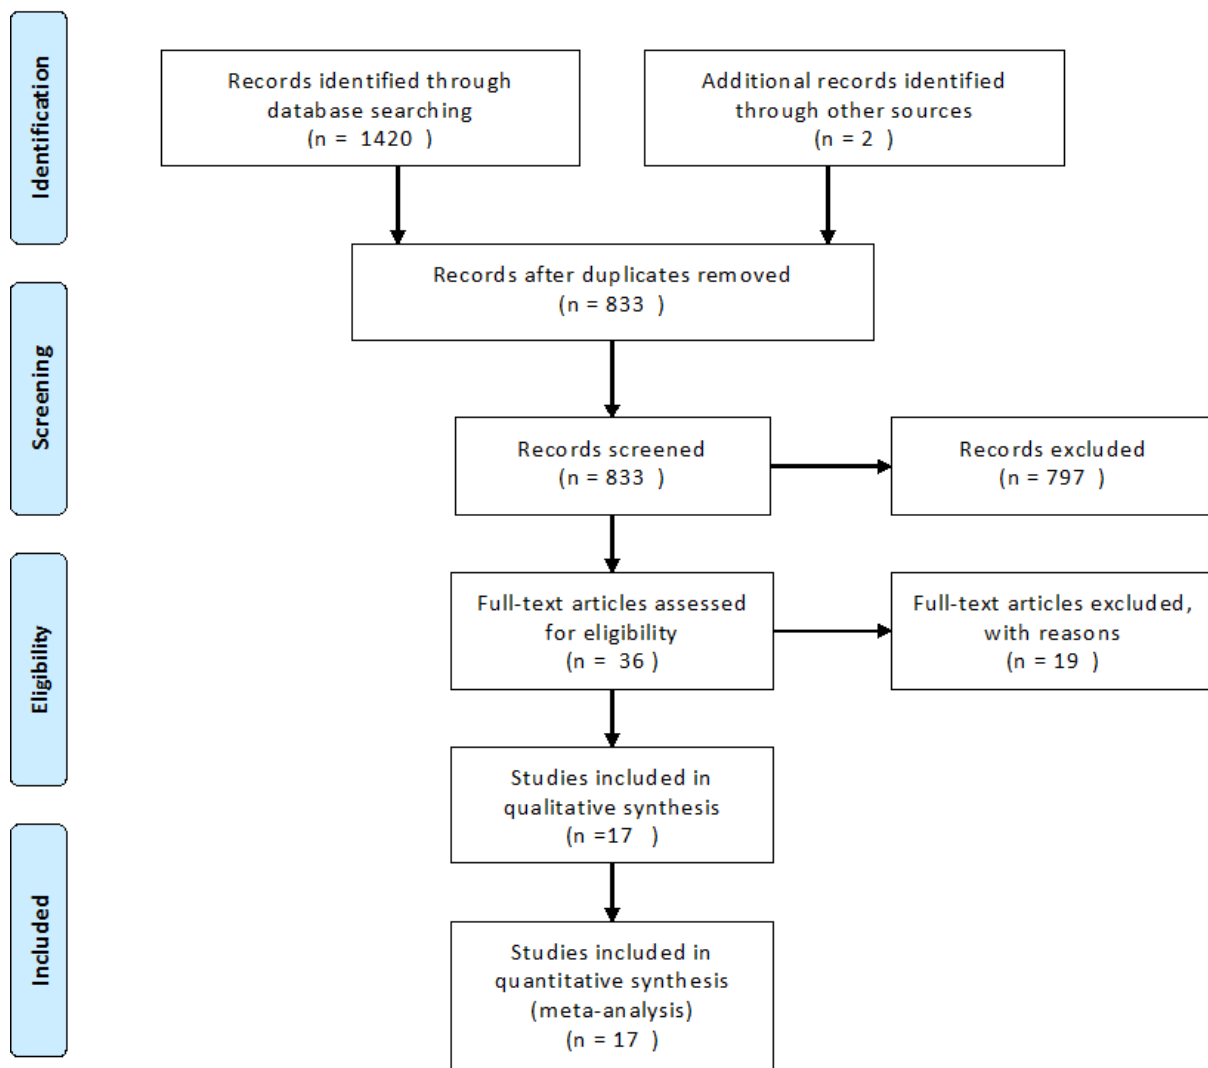 Identification
Records identified through
database searching
(n = 1420 )
Additional records identified
through other sources
(n = 2 )
Records after duplicates removed
(n = 833 )
Screening
Records screened
(n = 833 )
Records excluded
(n = 797 )
Eligibility
Full-text articles assessed
for eligibility
(n = 36 )
Full-text articles excluded,
with reasons
(n = 19 )
Studies included in
qualitative synthesis
(n =17 )
Included
Studies included in
quantitative synthesis
(meta-analysis)
(n = 17 )